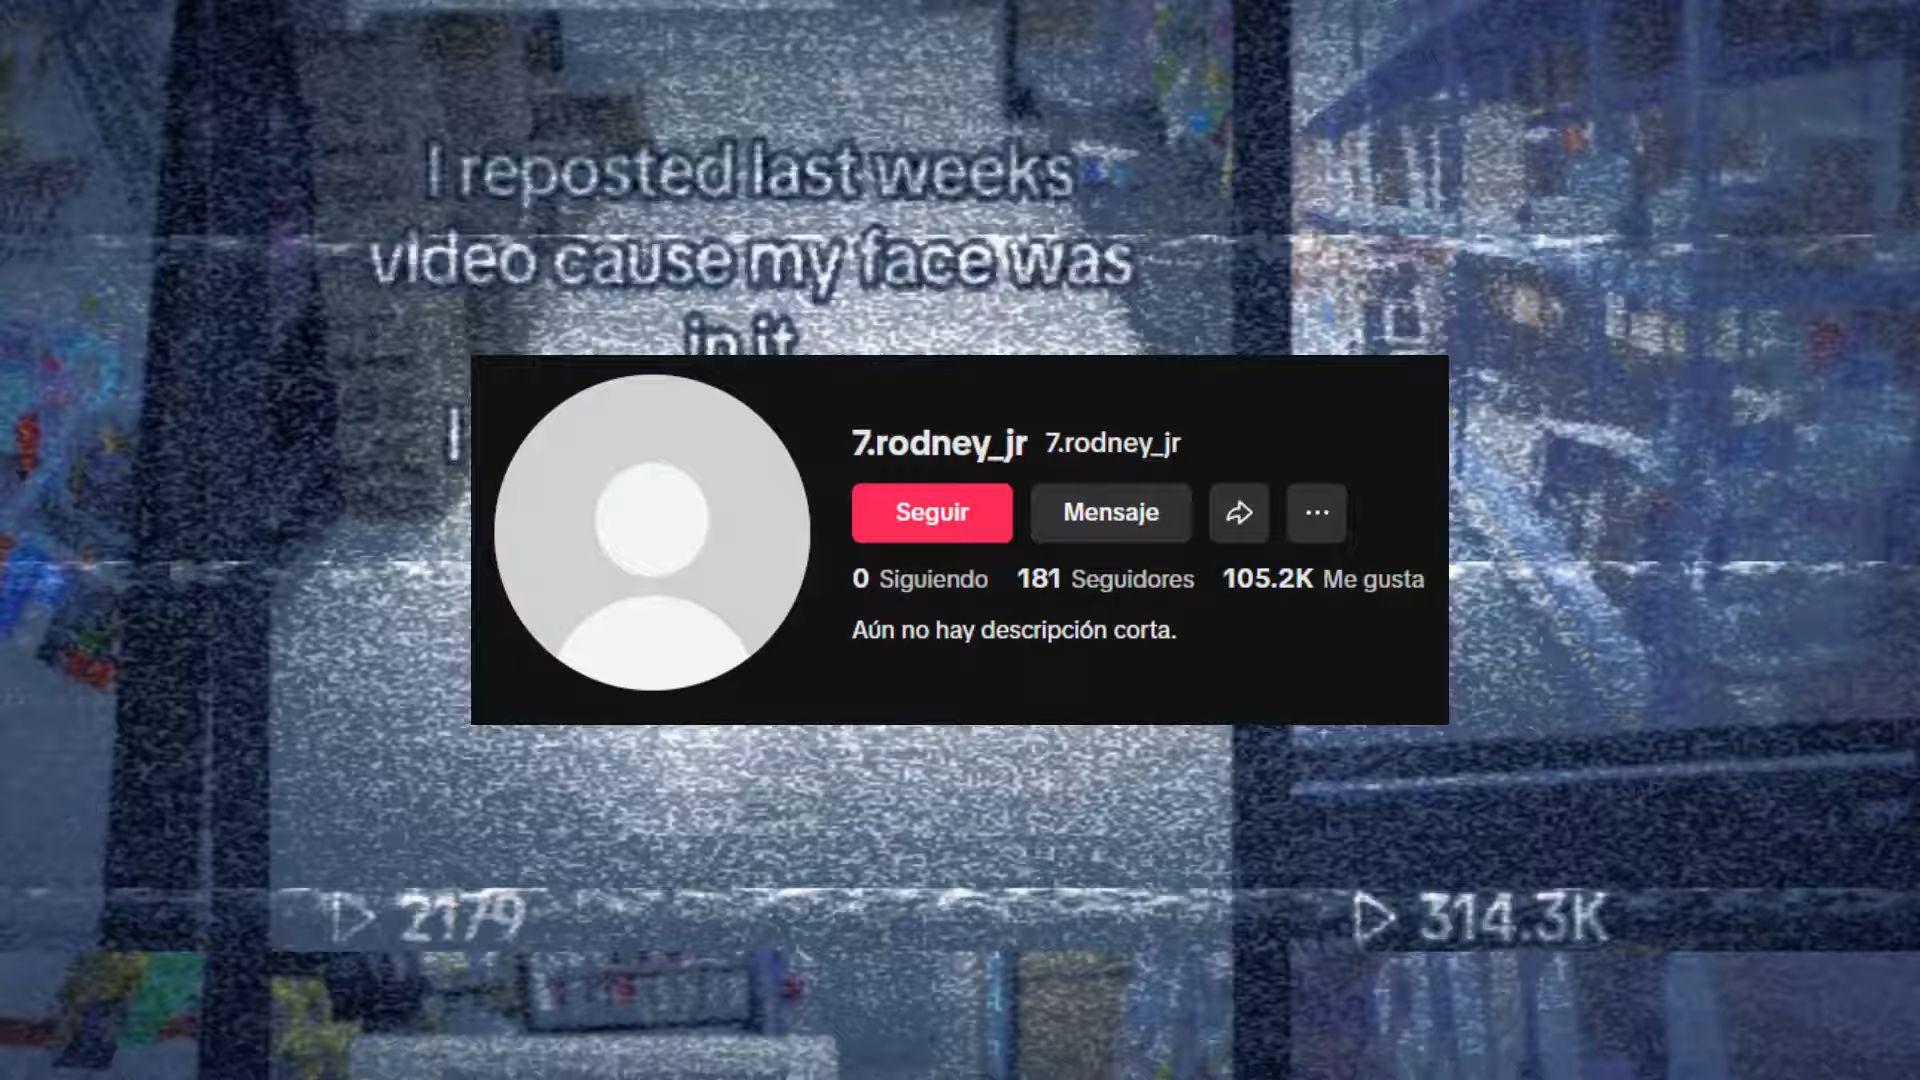 I reposted last weeks
video cause my face was
in it
I
7.rodney_jr 7.rodney_jr
Seguir Mensaje
0 Siguiendo 181 Seguidores 105.2K Me gusta
Aún no hay descripción corta.
2179
314.3K